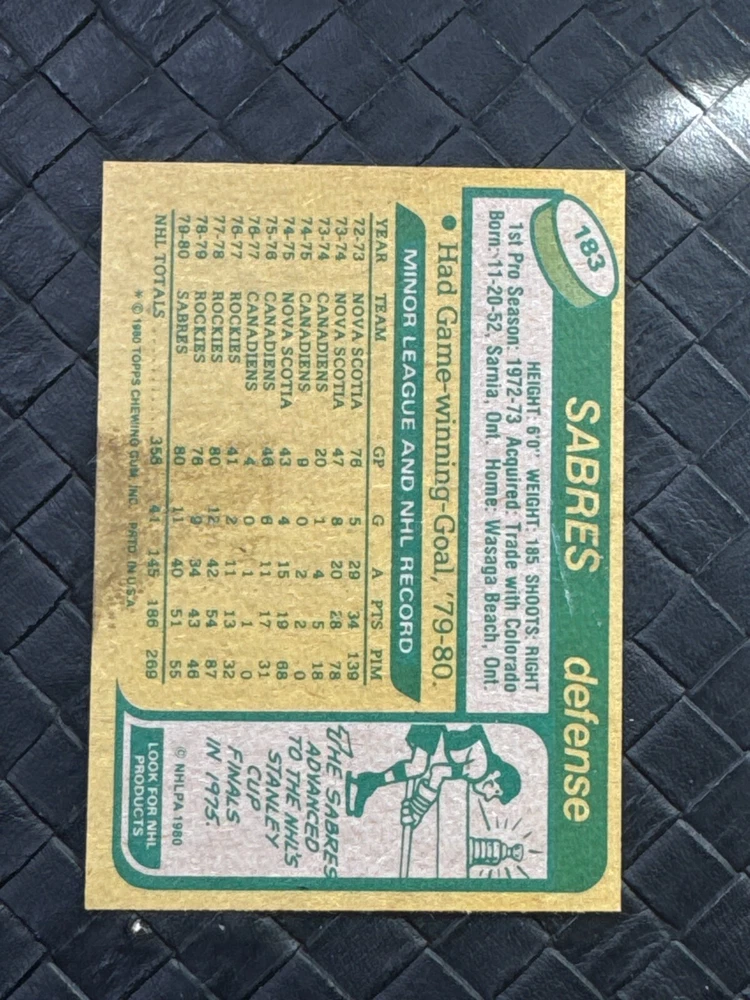 183
SABRES defense
HEIGHT: 6'0" WEIGHT: 185 SHOOTS: RIGHT
1st Pro Season: 1972-73 Acquired: Trade with Colorado
Born: 11-20-52, Sarnia, Ont. Home: Wasaga Beach, Ont
• Had Game-winning-Goal, '79-80.
MINOR LEAGUE AND NHL RECORD
YEAR TEAM GP G A PTS PIM
72-73 NOVA SCOTIA 76 5 29 34 139
73-74 NOVA SCOTIA 47 8 20 28 78
73-74 CANADIENS 20 1 4 5 18
74-75 CANADIENS 9 0 2 2 0
74-75 NOVA SCOTIA 43 4 15 19 68
75-76 CANADIENS 46 6 11 17 31
76-77 CANADIENS 4 0 1 1 0
76-77 ROCKIES 41 2 11 13 32
77-78 ROCKIES 80 12 42 54 87
78-79 ROCKIES 76 9 34 43 46
79-80 SABRES 80 11 40 51 55
NHL TOTALS 356 41 145 186 269
* © 1980 TOPPS CHEWING GUM, INC. PRTD. IN U.S.A.
THE SABRES
ADVANCED
TO THE NHL'S
STANLEY
CUP
FINALS
IN 1975.
© NHLPA 1980
LOOK FOR NHL
PRODUCTS